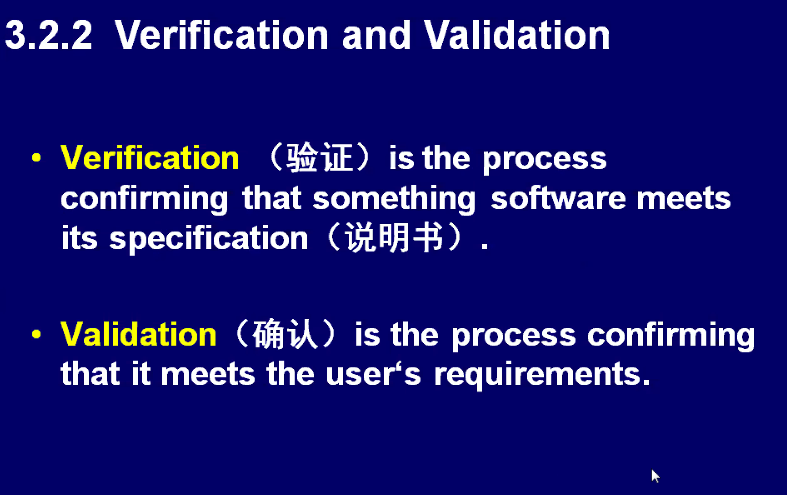 3.2.2 Verification and Validation
• Verification （验证）is the process
confirming that something software meets
its specification（说明书）.
• Validation（确认）is the process confirming
that it meets the user‘s requirements.